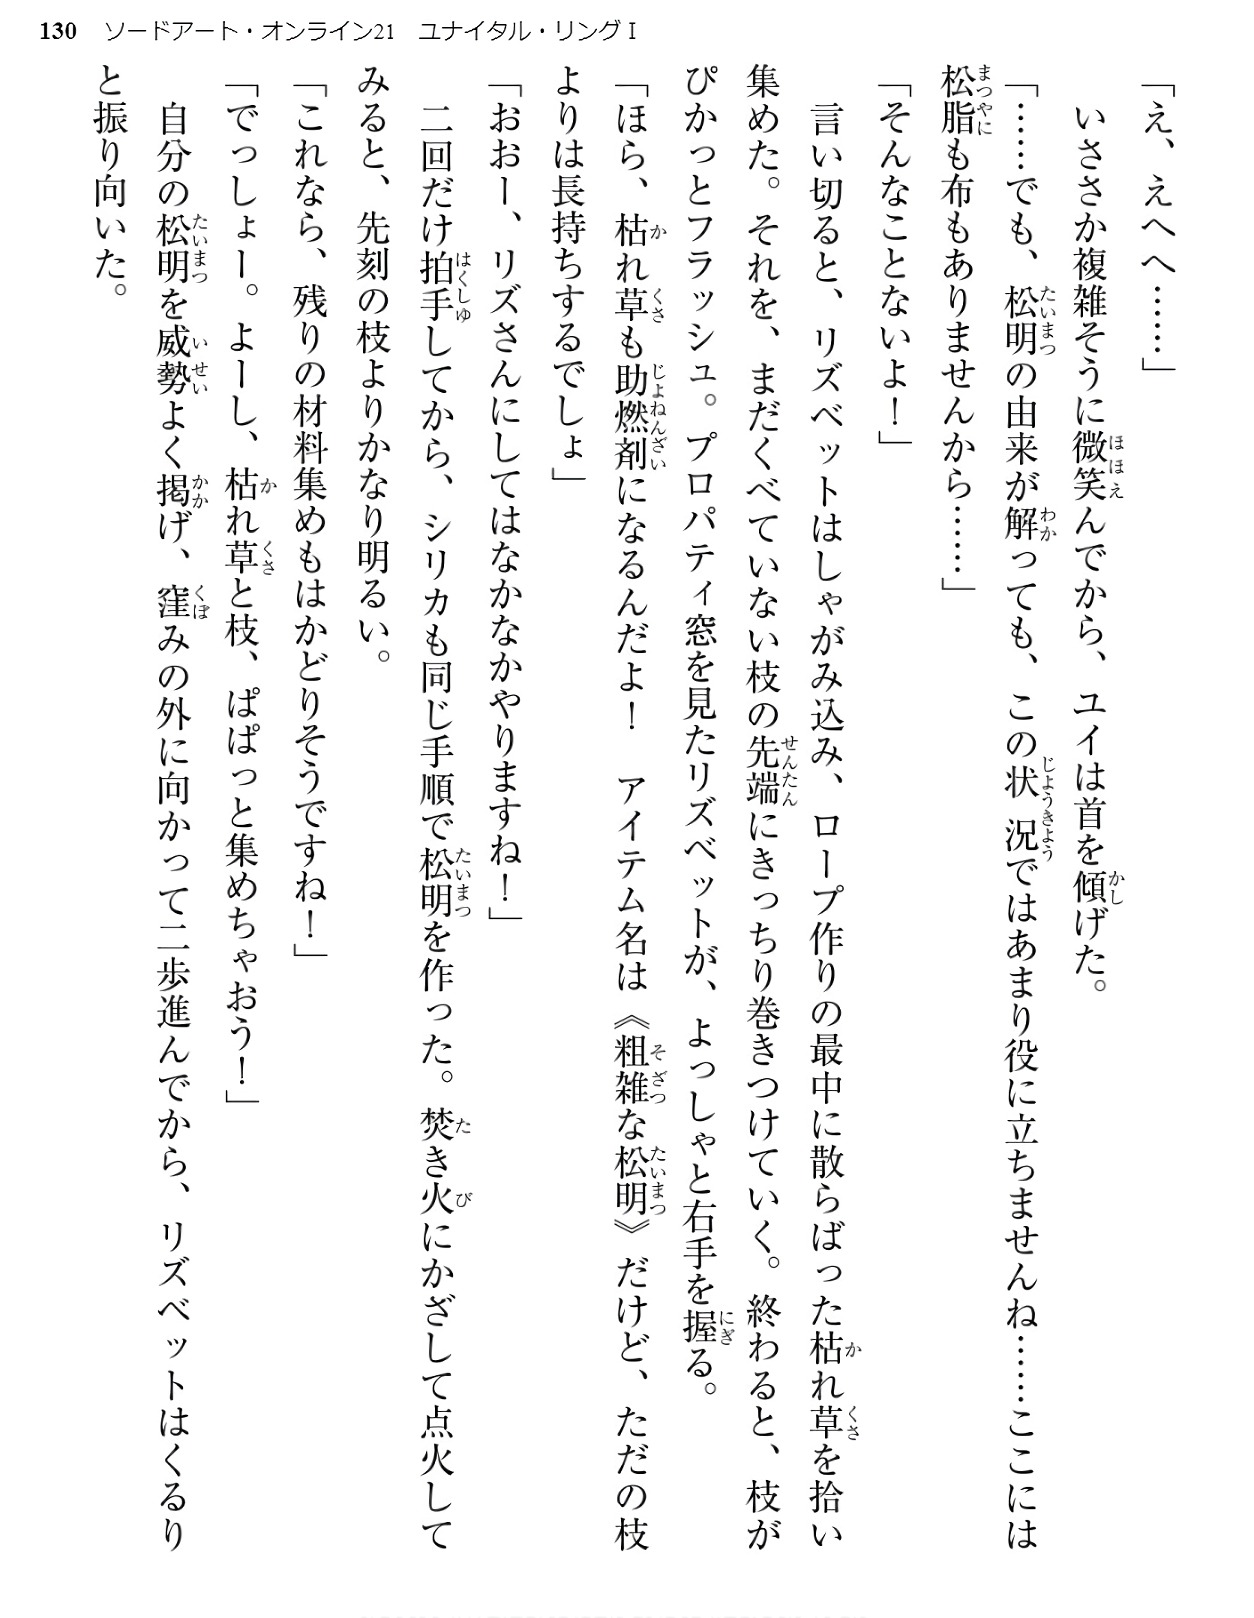 130 ソードアート・オンライン21 ユナイタル・リングⅠ
「え、えへへ……」
　いささか複雑そうに微笑んでから、ユイは首を傾げた。
「……でも、松明の由来が解っても、この状況ではあまり役に立ちませんね……ここには
松脂も布もありませんから……」
「そんなことないよ！」
　言い切ると、リズベットはしゃがみ込み、ロープ作りの最中に散らばった枯れ草を拾い
集めた。それを、まだくべていない枝の先端にきっちり巻きつけていく。終わると、枝が
ぴかっとフラッシュ。プロパティ窓を見たリズベットが、よっしゃと右手を握る。
「ほら、枯れ草も助燃剤になるんだよ！　アイテム名は《粗雑な松明》だけど、ただの枝
よりは長持ちするでしょ」
「おおー、リズさんにしてはなかなかやりますね！」
　二回だけ拍手してから、シリカも同じ手順で松明を作った。焚き火にかざして点火して
みると、先刻の枝よりかなり明るい。
「これなら、残りの材料集めもはかどりそうですね！」
「でっしょー。よーし、枯れ草と枝、ぱぱっと集めちゃおう！」
　自分の松明を威勢よく掲げ、窪みの外に向かって二歩進んでから、リズベットはくるり
と振り向いた。